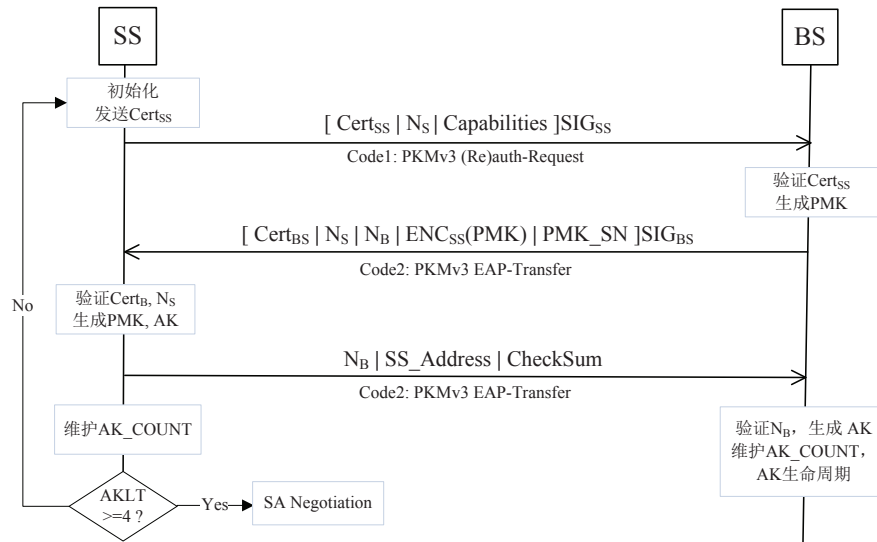 SS
BS
初始化
发送CertSS
[ CertSS | NS | Capabilities ]SIGSS
Code1: PKMv3 (Re)auth-Request
验证CertSS
生成PMK
[ CertBS | NS | NB | ENCSS(PMK) | PMK_SN ]SIGBS
Code2: PKMv3 EAP-Transfer
No
验证CertB, NS
生成PMK, AK
NB | SS_Address | CheckSum
Code2: PKMv3 EAP-Transfer
维护AK_COUNT
验证NB，生成 AK
维护AK_COUNT，
AK生命周期
AKLT
>=4 ?
Yes
SA Negotiation